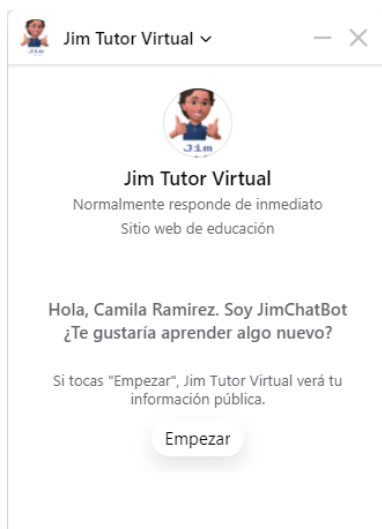 Jim Tutor Virtual
Jim
Jim
Jim Tutor Virtual
Normalmente responde de inmediato
Sitio web de educación
Hola, Camila Ramirez. Soy JimChatBot
¿Te gustaría aprender algo nuevo?
Si tocas "Empezar", Jim Tutor Virtual verá tu
información pública.
Empezar